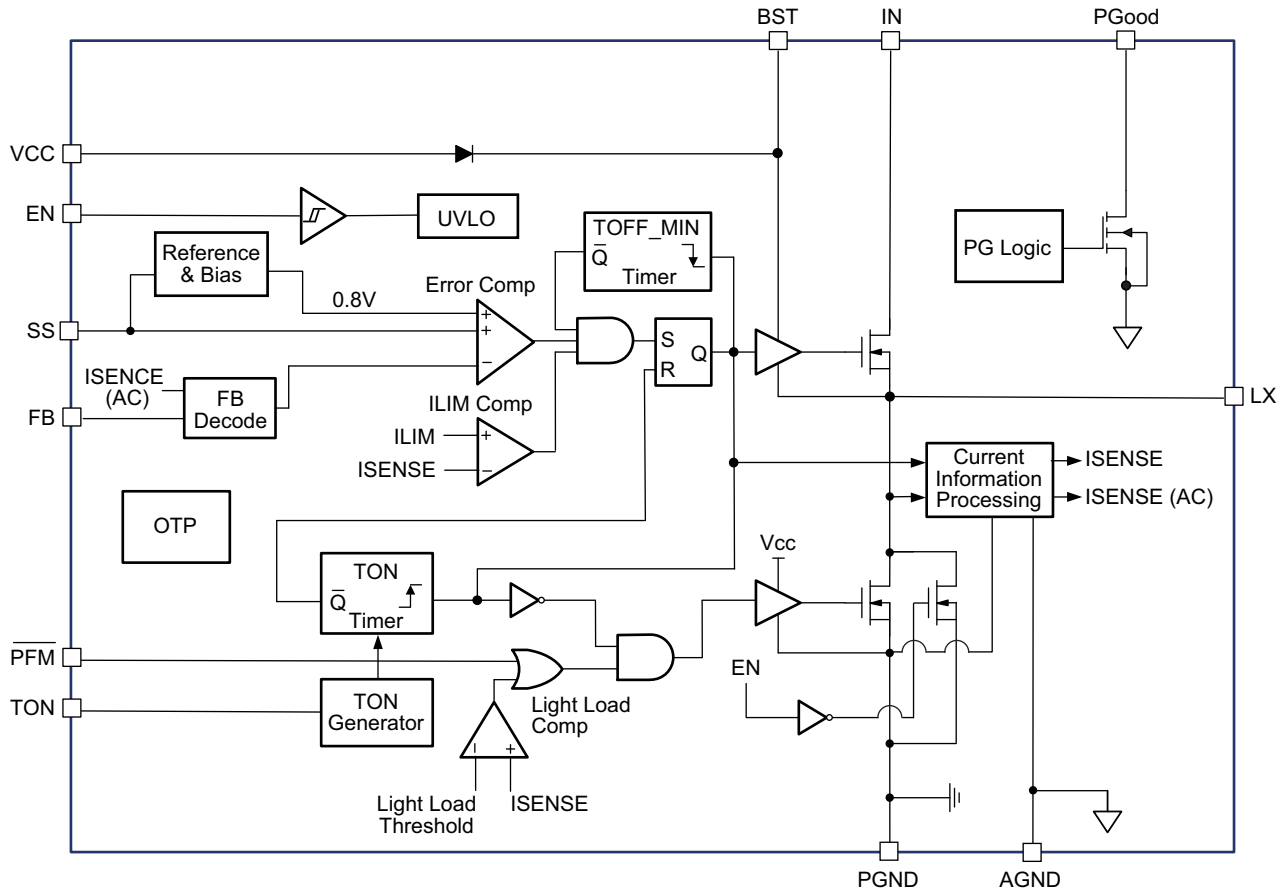 BST
IN
PGood
VCC
EN
UVLO
TOFF_MIN
Q̅
Timer
PG Logic
Reference
& Bias
Error Comp
0.8V
+
+
−
SS
S
Q
R
ISENCE
(AC)
FB
Decode
FB
ILIM Comp
ILIM
+
ISENSE
−
LX
Current
Information
Processing
ISENSE
ISENSE (AC)
OTP
Vcc
TON
Q̅
Timer
P̅F̅M̅
EN
TON
TON
Generator
Light Load
Comp
−
+
Light Load
Threshold
ISENSE
PGND
AGND